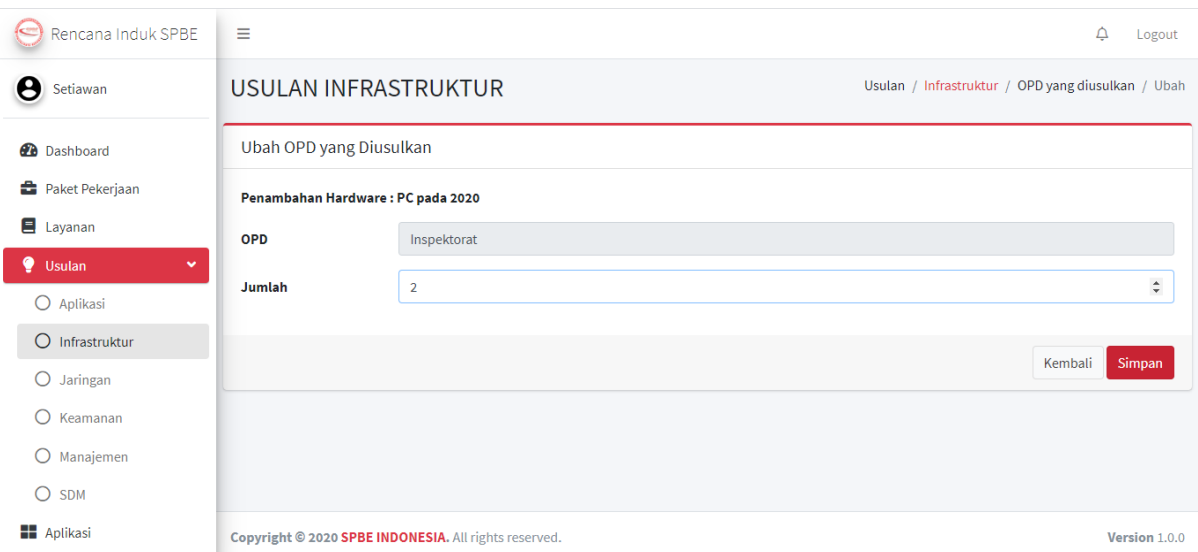 Rencana Induk SPBE
Logout
Setiawan
Dashboard
Paket Pekerjaan
Layanan
Usulan
Aplikasi
Infrastruktur
Jaringan
Keamanan
Manajemen
SDM
Aplikasi
USULAN INFRASTRUKTUR
Usulan / Infrastruktur / OPD yang diusulkan / Ubah
Ubah OPD yang Diusulkan
Penambahan Hardware : PC pada 2020
OPD Inspektorat
Jumlah 2
Kembali Simpan
Copyright © 2020 SPBE INDONESIA. All rights reserved. Version 1.0.0